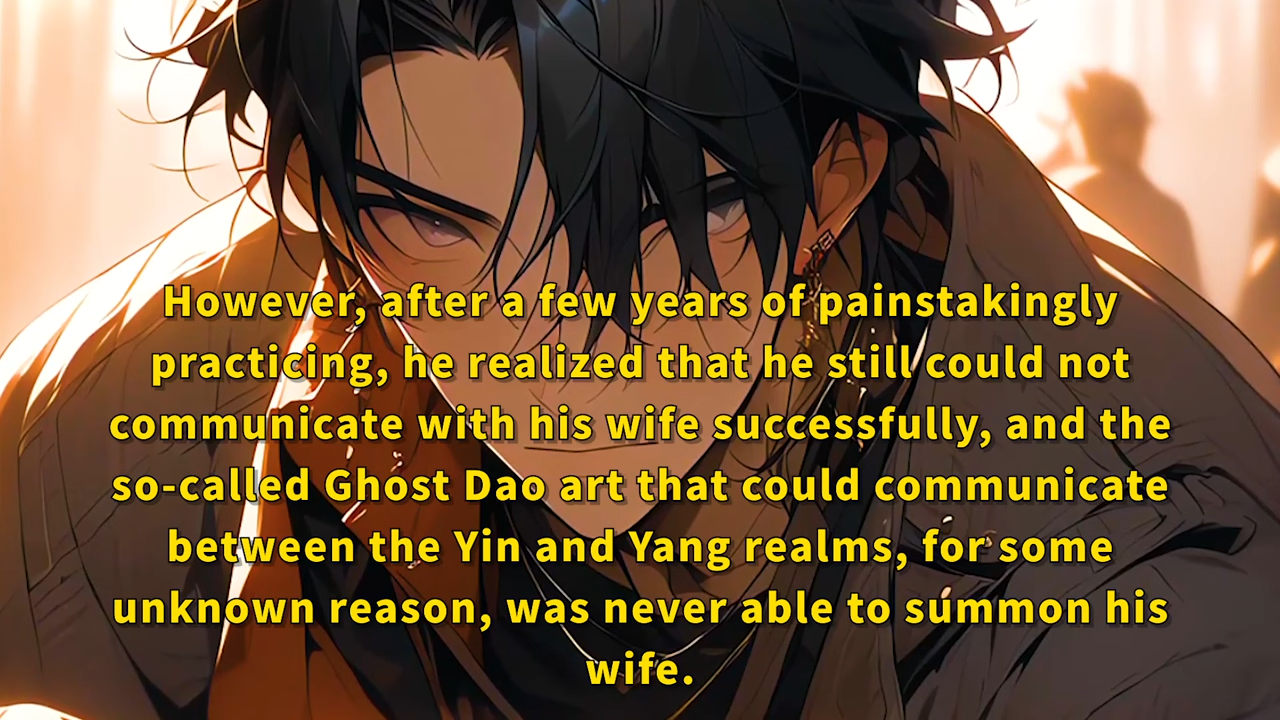 However, after a few years of painstakingly
practicing, he realized that he still could not
communicate with his wife successfully, and the
so-called Ghost Dao art that could communicate
between the Yin and Yang realms, for some
unknown reason, was never able to summon his
wife.